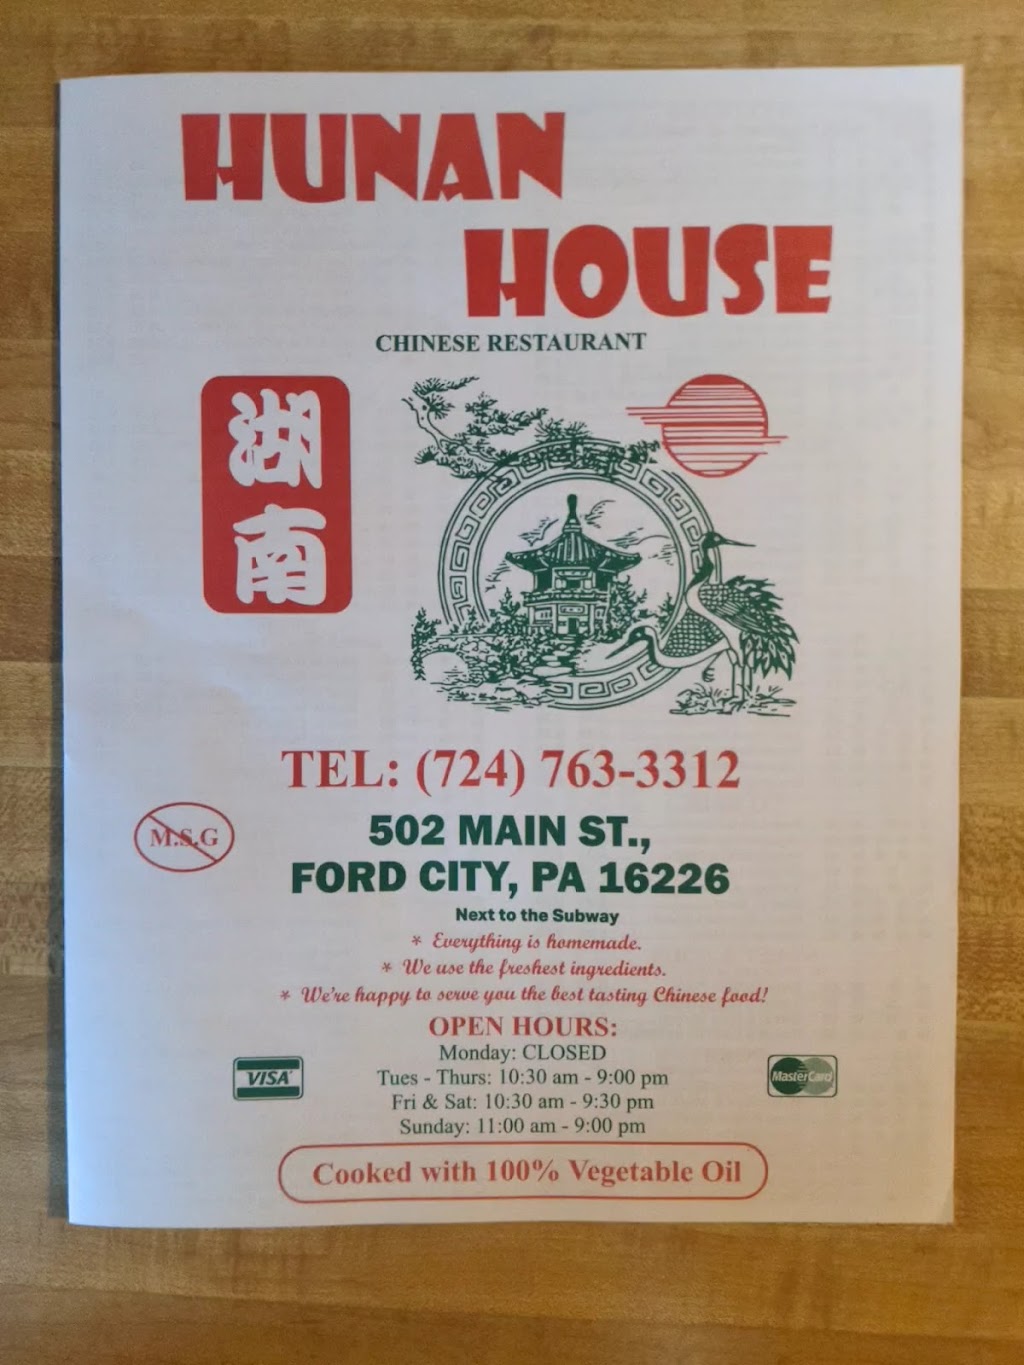 HUNAN
HOUSE
CHINESE RESTAURANT
湖
南
TEL: (724) 763-3312
M.S.G
502 MAIN ST.,
FORD CITY, PA 16226
Next to the Subway
* Everything is homemade.
* We use the freshest ingredients.
* We're happy to serve you the best tasting Chinese food!
OPEN HOURS:
Monday: CLOSED
VISA
Tues - Thurs: 10:30 am - 9:00 pm
MasterCard
Fri & Sat: 10:30 am - 9:30 pm
Sunday: 11:00 am - 9:00 pm
Cooked with 100% Vegetable Oil